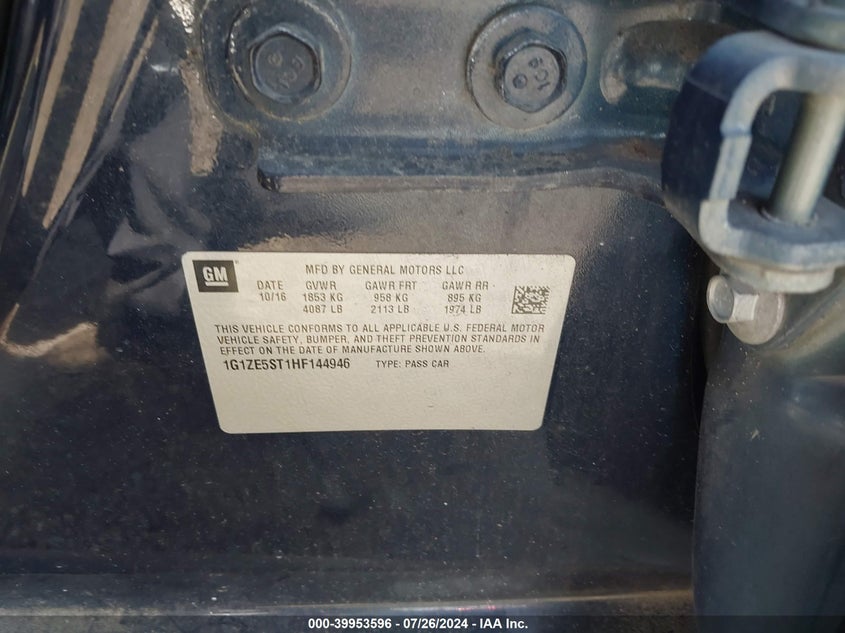 GM
MFD BY GENERAL MOTORS LLC
DATE GVWR GAWR FRT GAWR RR
10/16 1853 KG 958 KG 895 KG
4087 LB 2113 LB 1974 LB
THIS VEHICLE CONFORMS TO ALL APPLICABLE U.S. FEDERAL MOTOR
VEHICLE SAFETY, BUMPER, AND THEFT PREVENTION STANDARDS
IN EFFECT ON THE DATE OF MANUFACTURE SHOWN ABOVE.
1G1ZE5ST1HF144946 TYPE: PASS CAR
000-39953596 - 07/26/2024 - IAA Inc.